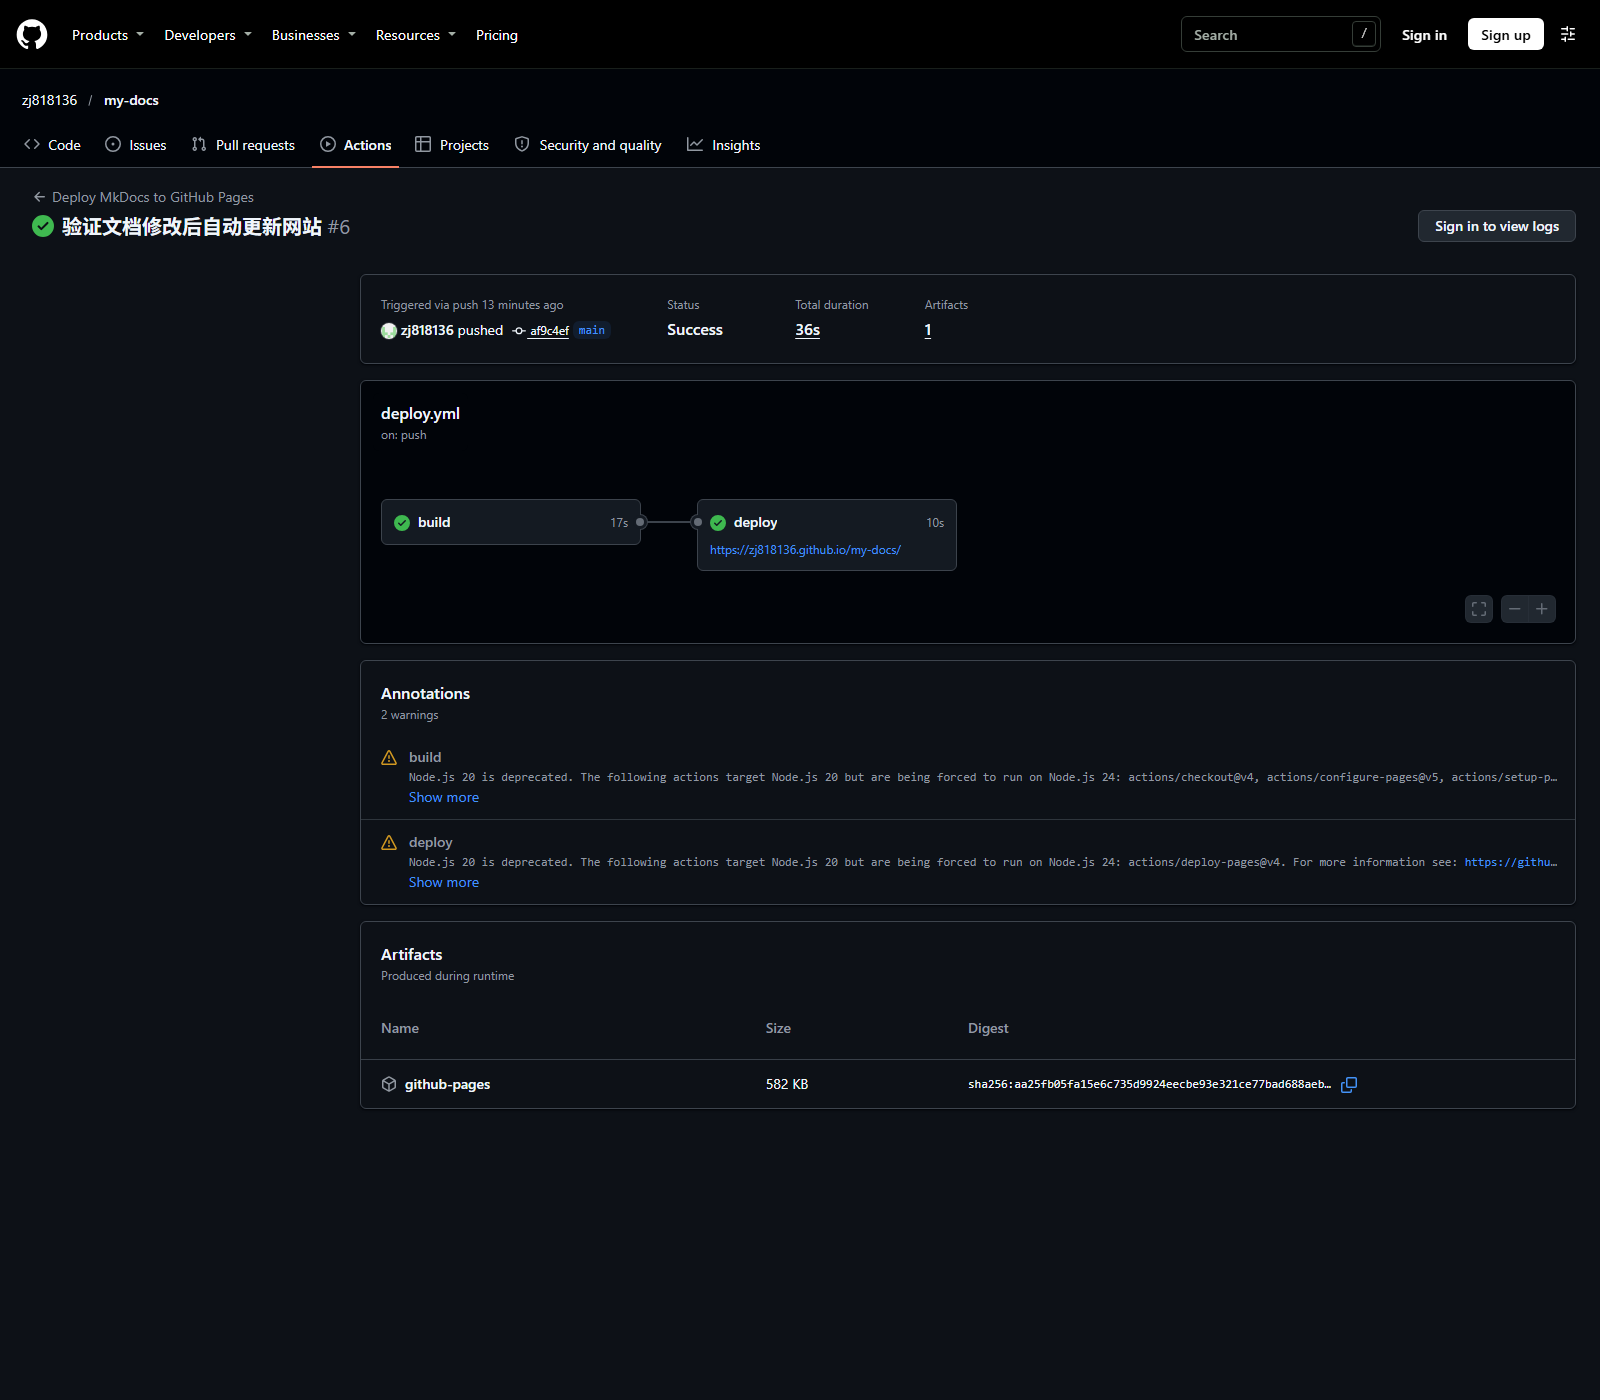 Products Developers Businesses Resources Pricing Search / Sign in Sign up
zj818136 / my-docs
Code Issues Pull requests Actions Projects Security and quality Insights
Deploy MkDocs to GitHub Pages
验证文档修改后自动更新网站 #6
Sign in to view logs
Triggered via push 13 minutes ago Status Total duration Artifacts
zj818136 pushed af9c4ef main Success 36s 1
deploy.yml
on: push
build 17s deploy 10s
https://zj818136.github.io/my-docs/
Annotations
2 warnings
build
Node.js 20 is deprecated. The following actions target Node.js 20 but are being forced to run on Node.js 24: actions/checkout@v4, actions/configure-pages@v5, actions/setup-p…
Show more
deploy
Node.js 20 is deprecated. The following actions target Node.js 20 but are being forced to run on Node.js 24: actions/deploy-pages@v4. For more information see: https://githu…
Show more
Artifacts
Produced during runtime
Name Size Digest
github-pages 582 KB sha256:aa25fb05fa15e6c735d9924eecbe93e321ce77bad688aeb…